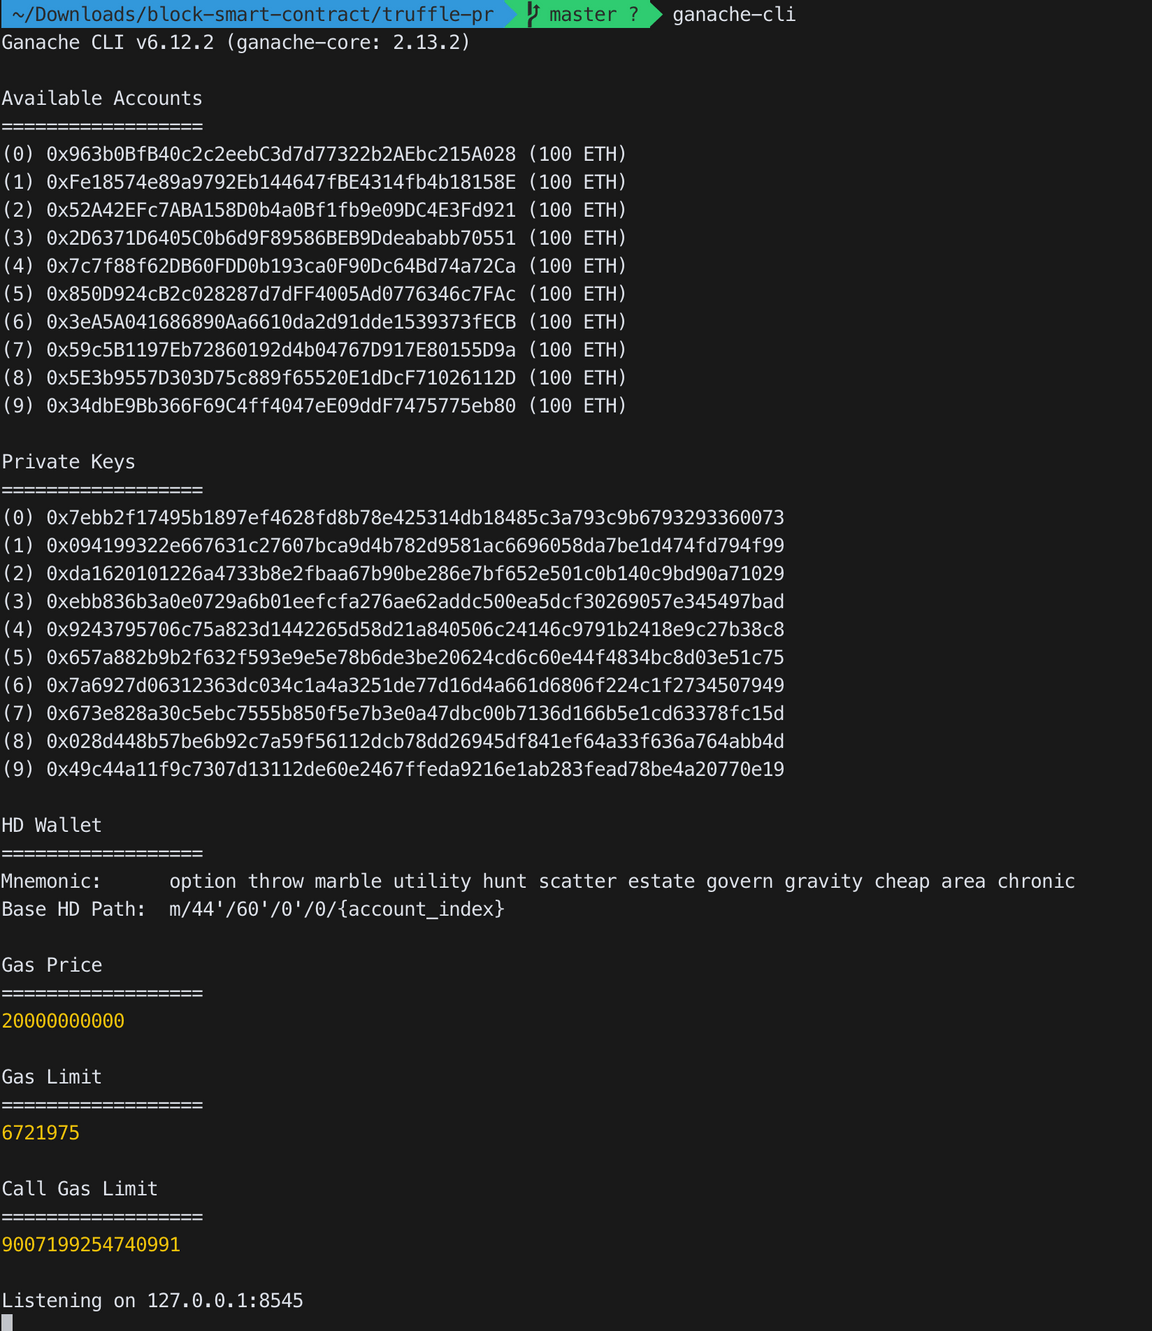 ~/Downloads/block-smart-contract/truffle-pr master ? ganache-cli
Ganache CLI v6.12.2 (ganache-core: 2.13.2)
Available Accounts
==================
(0) 0x963b0BfB40c2c2eebC3d7d77322b2AEbc215A028 (100 ETH)
(1) 0xFe18574e89a9792Eb144647fBE4314fb4b18158E (100 ETH)
(2) 0x52A42EFc7ABA158D0b4a0Bf1fb9e09DC4E3Fd921 (100 ETH)
(3) 0x2D6371D6405C0b6d9F89586BEB9Ddeababb70551 (100 ETH)
(4) 0x7c7f88f62DB60FDD0b193ca0F90Dc64Bd74a72Ca (100 ETH)
(5) 0x850D924cB2c028287d7dFF4005Ad0776346c7FAc (100 ETH)
(6) 0x3eA5A041686890Aa6610da2d91dde1539373fECB (100 ETH)
(7) 0x59c5B1197Eb72860192d4b04767D917E80155D9a (100 ETH)
(8) 0x5E3b9557D303D75c889f65520E1dDcF71026112D (100 ETH)
(9) 0x34dbE9Bb366F69C4ff4047eE09ddF7475775eb80 (100 ETH)
Private Keys
==================
(0) 0x7ebb2f17495b1897ef4628fd8b78e425314db18485c3a793c9b6793293360073
(1) 0x094199322e667631c27607bca9d4b782d9581ac6696058da7be1d474fd794f99
(2) 0xda1620101226a4733b8e2fbaa67b90be286e7bf652e501c0b140c9bd90a71029
(3) 0xebb836b3a0e0729a6b01eefcfa276ae62addc500ea5dcf30269057e345497bad
(4) 0x9243795706c75a823d1442265d58d21a840506c24146c9791b2418e9c27b38c8
(5) 0x657a882b9b2f632f593e9e5e78b6de3be20624cd6c60e44f4834bc8d03e51c75
(6) 0x7a6927d06312363dc034c1a4a3251de77d16d4a661d6806f224c1f2734507949
(7) 0x673e828a30c5ebc7555b850f5e7b3e0a47dbc00b7136d166b5e1cd63378fc15d
(8) 0x028d448b57be6b92c7a59f56112dcb78dd26945df841ef64a33f636a764abb4d
(9) 0x49c44a11f9c7307d13112de60e2467ffeda9216e1ab283fead78be4a20770e19
HD Wallet
==================
Mnemonic:      option throw marble utility hunt scatter estate govern gravity cheap area chronic
Base HD Path:  m/44'/60'/0'/0/{account_index}
Gas Price
==================
20000000000
Gas Limit
==================
6721975
Call Gas Limit
==================
9007199254740991
Listening on 127.0.0.1:8545